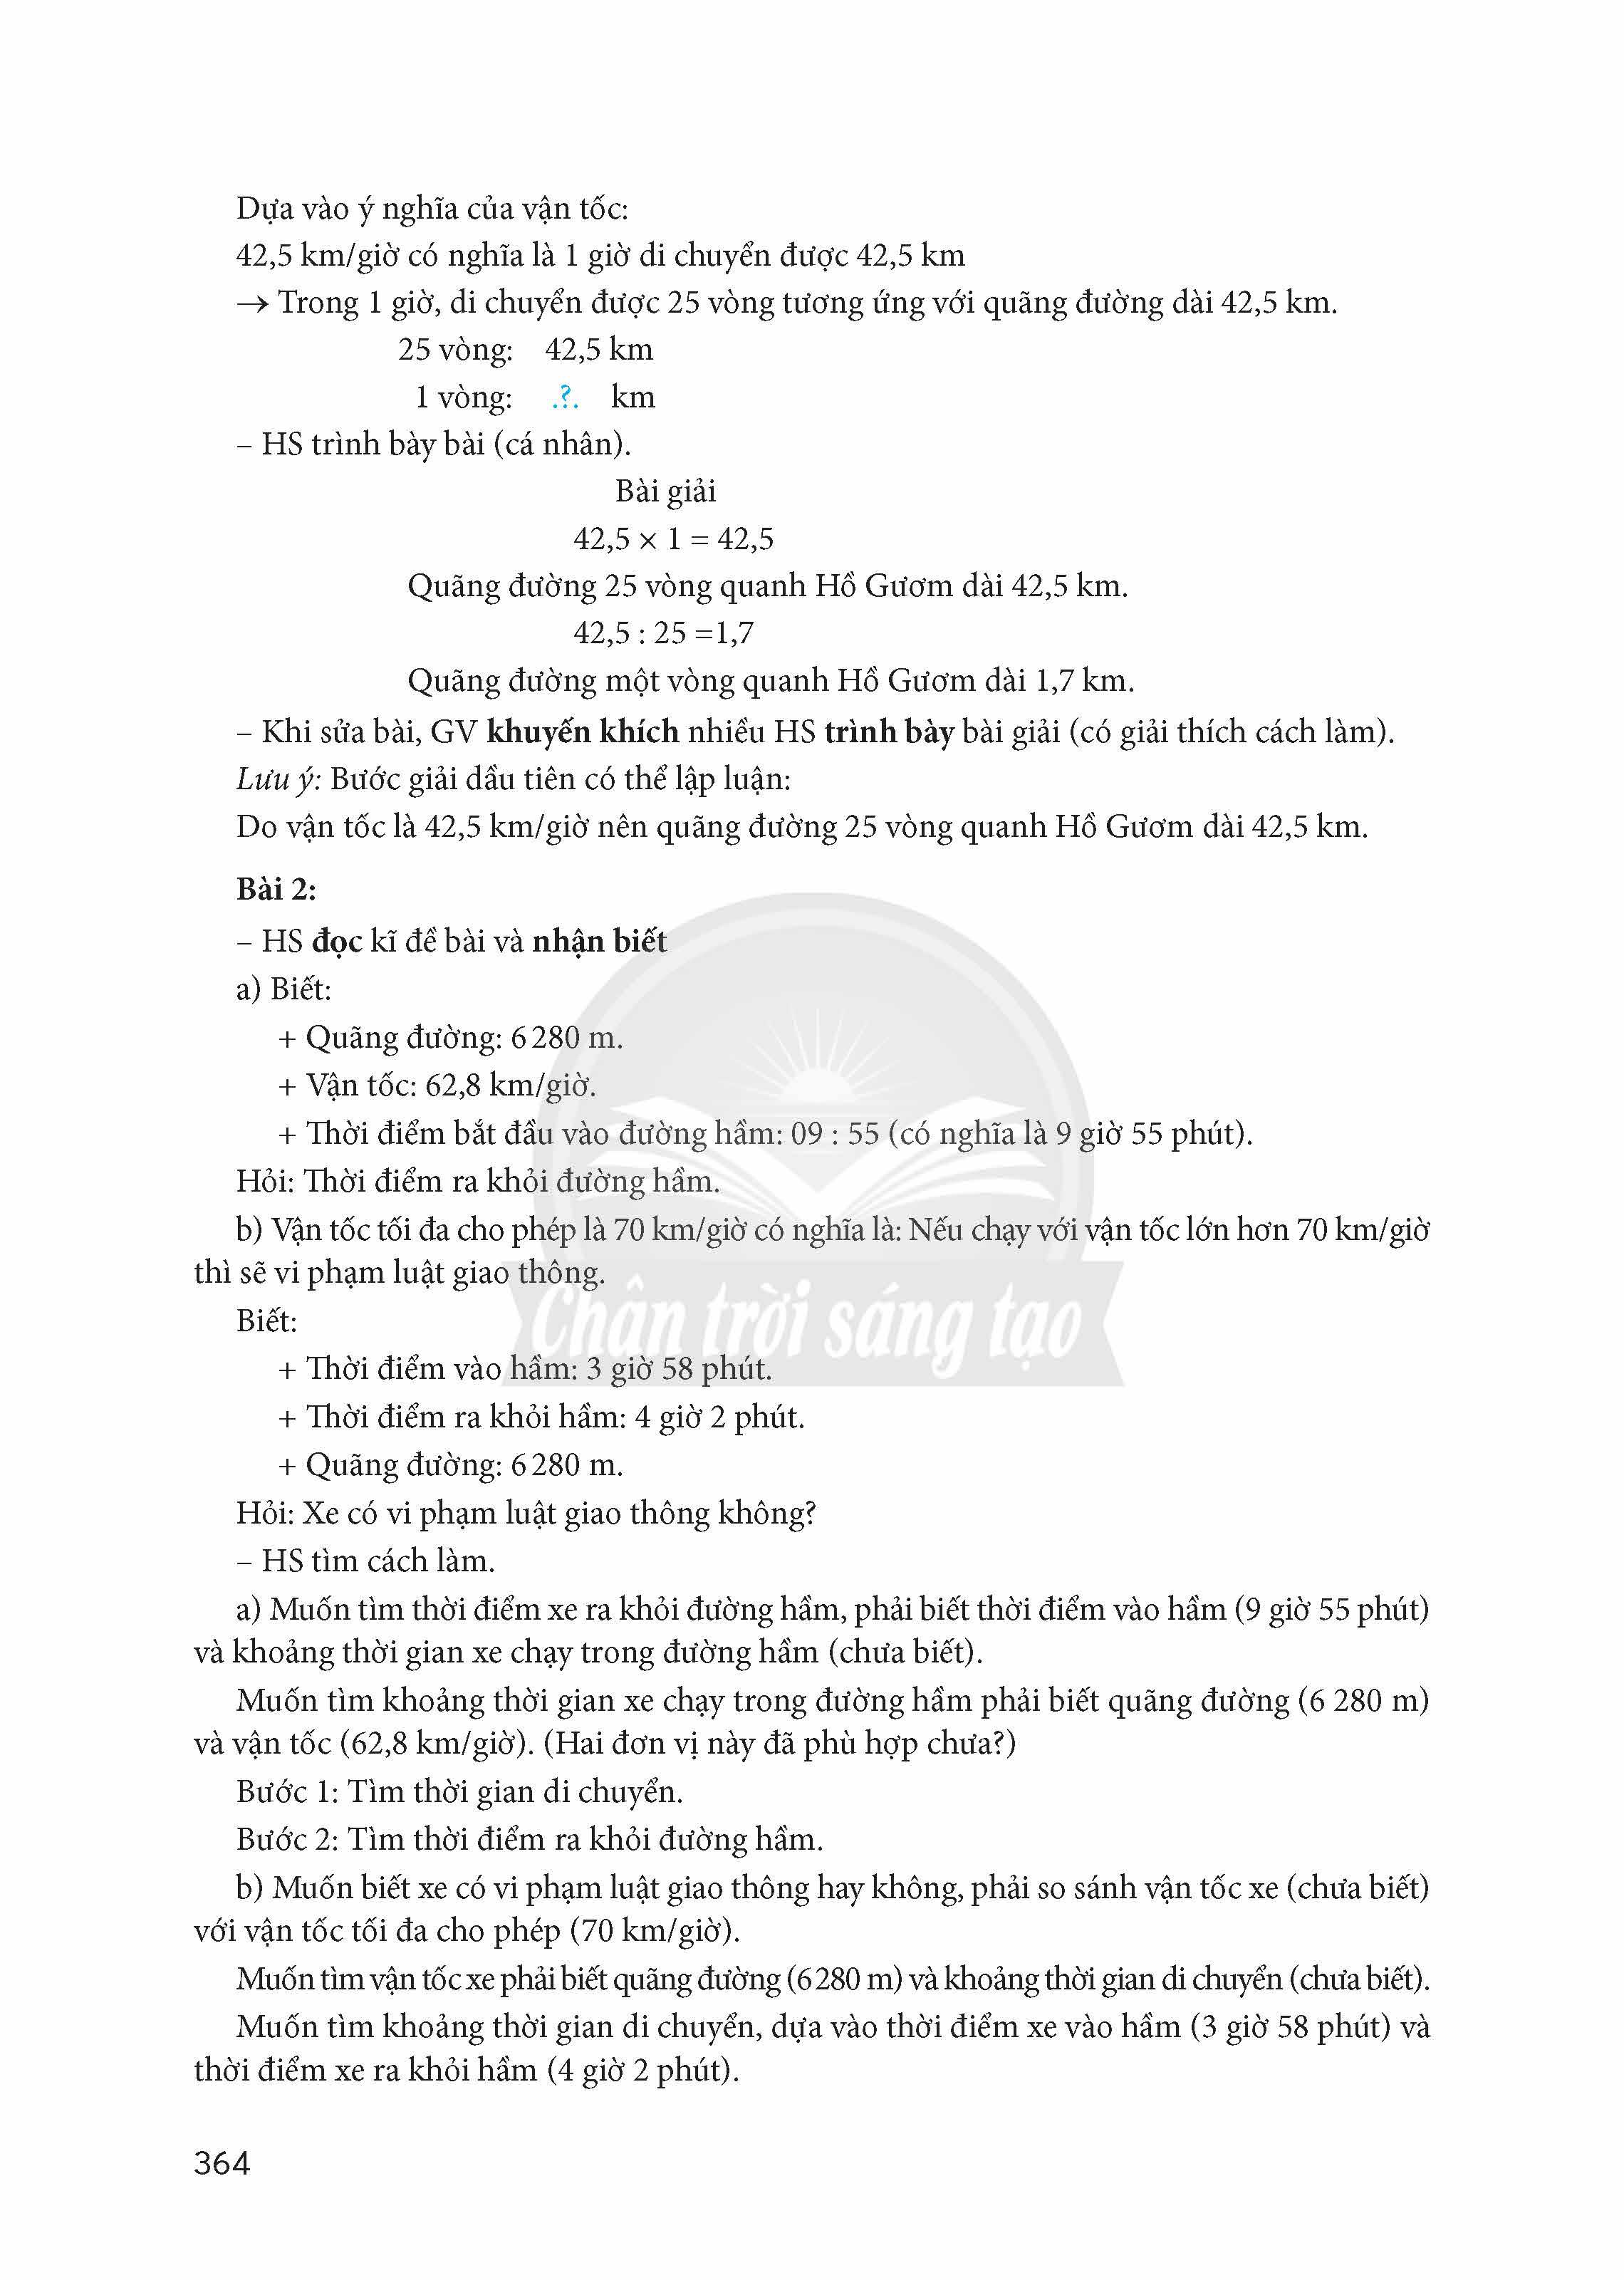 Dựa vào ý nghĩa của vận tốc:
42,5 km/giờ có nghĩa là 1 giờ di chuyển được 42,5 km
→ Trong 1 giờ, di chuyển được 25 vòng tương ứng với quãng đường dài 42,5 km.
25 vòng: 42,5 km
1 vòng: .?. km
– HS trình bày bài (cá nhân).
Bài giải
42,5 × 1 = 42,5
Quãng đường 25 vòng quanh Hồ Gươm dài 42,5 km.
42,5 : 25 =1,7
Quãng đường một vòng quanh Hồ Gươm dài 1,7 km.
– Khi sửa bài, GV khuyến khích nhiều HS trình bày bài giải (có giải thích cách làm).
Lưu ý: Bước giải dầu tiên có thể lập luận:
Do vận tốc là 42,5 km/giờ nên quãng đường 25 vòng quanh Hồ Gươm dài 42,5 km.
Bài 2:
– HS đọc kĩ đề bài và nhận biết
a) Biết:
+ Quãng đường: 6 280 m.
+ Vận tốc: 62,8 km/giờ.
+ Thời điểm bắt đầu vào đường hầm: 09 : 55 (có nghĩa là 9 giờ 55 phút).
Hỏi: Thời điểm ra khỏi đường hầm.
b) Vận tốc tối đa cho phép là 70 km/giờ có nghĩa là: Nếu chạy với vận tốc lớn hơn 70 km/giờ
thì sẽ vi phạm luật giao thông.
Chân trời sáng tạo
Biết:
+ Thời điểm vào hầm: 3 giờ 58 phút.
+ Thời điểm ra khỏi hầm: 4 giờ 2 phút.
+ Quãng đường: 6 280 m.
Hỏi: Xe có vi phạm luật giao thông không?
– HS tìm cách làm.
a) Muốn tìm thời điểm xe ra khỏi đường hầm, phải biết thời điểm vào hầm (9 giờ 55 phút)
và khoảng thời gian xe chạy trong đường hầm (chưa biết).
Muốn tìm khoảng thời gian xe chạy trong đường hầm phải biết quãng đường (6 280 m)
và vận tốc (62,8 km/giờ). (Hai đơn vị này đã phù hợp chưa?)
Bước 1: Tìm thời gian di chuyển.
Bước 2: Tìm thời điểm ra khỏi đường hầm.
b) Muốn biết xe có vi phạm luật giao thông hay không, phải so sánh vận tốc xe (chưa biết)
với vận tốc tối đa cho phép (70 km/giờ).
Muốn tìm vận tốc xe phải biết quãng đường (6 280 m) và khoảng thời gian di chuyển (chưa biết).
Muốn tìm khoảng thời gian di chuyển, dựa vào thời điểm xe vào hầm (3 giờ 58 phút) và
thời điểm xe ra khỏi hầm (4 giờ 2 phút).
364